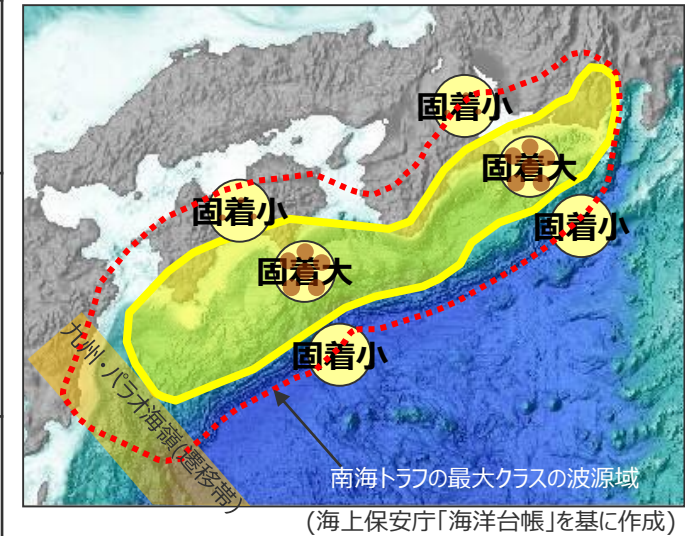 固着小
固着大
固着小
固着小
固着大
固着小
九州・パラオ海嶺(遷移帯)
南海トラフの最大クラスの波源域
(海上保安庁「海洋台帳」を基に作成)